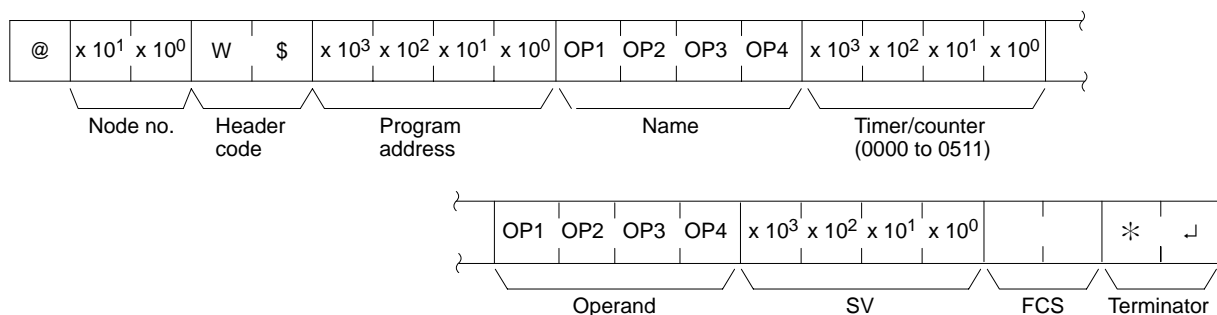 @ x 10¹ x 10⁰ W $ x 10³ x 10² x 10¹ x 10⁰ OP1 OP2 OP3 OP4 x 10³ x 10² x 10¹ x 10⁰
Node no. Header code Program address Name Timer/counter (0000 to 0511)
OP1 OP2 OP3 OP4 x 10³ x 10² x 10¹ x 10⁰ * ↵
Operand SV FCS Terminator